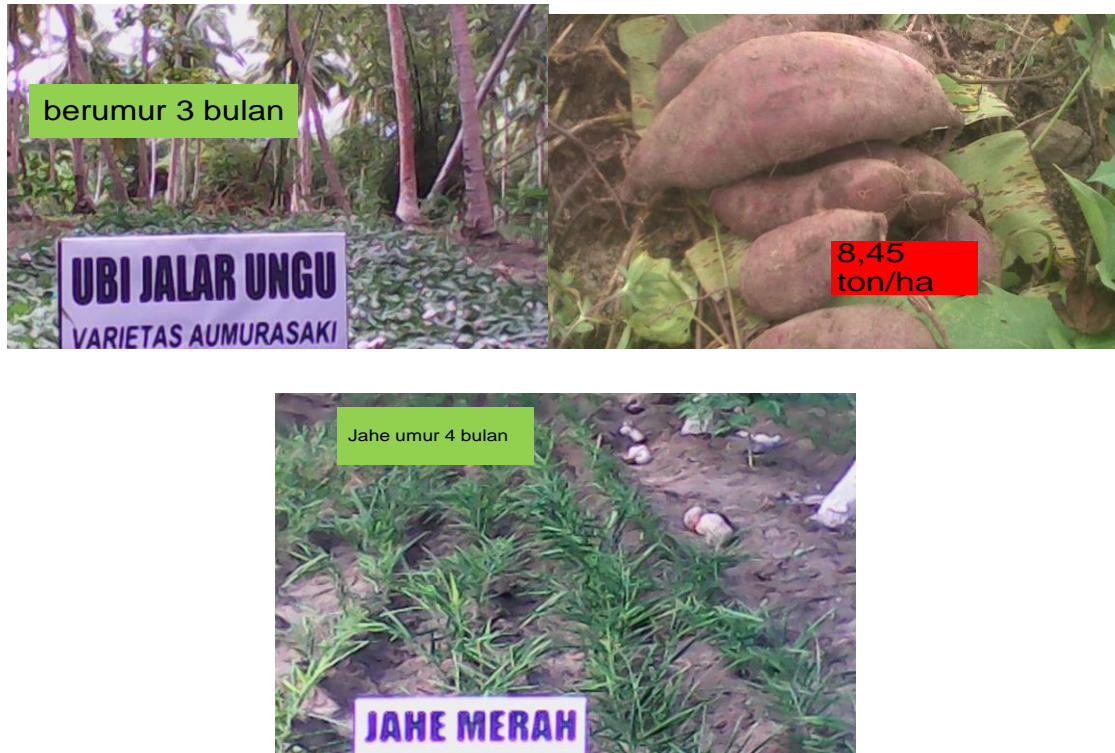 berumur 3 bulan
UBI JALAR UNGU
VARIETAS AUMURASAKI
8,45
ton/ha
Jahe umur 4 bulan
JAHE MERAH